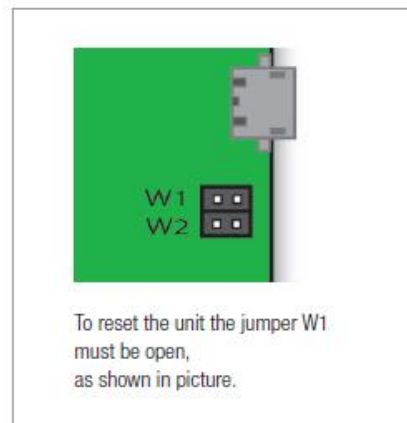 W1
W2
To reset the unit the jumper W1
must be open,
as shown in picture.